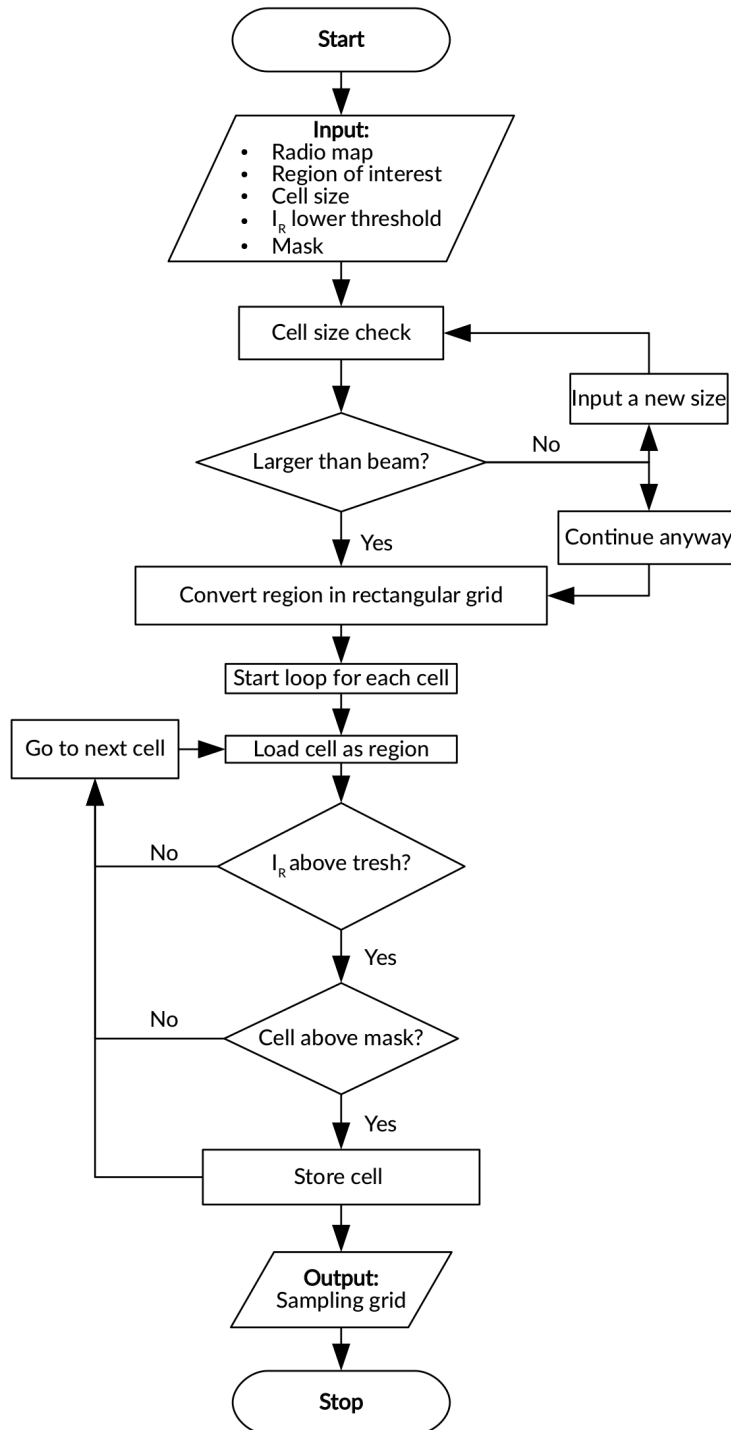 Start
Input:
• Radio map
• Region of interest
• Cell size
• I_R lower threshold
• Mask
Cell size check
Input a new size
Larger than beam?
No
Continue anyway
Yes
Convert region in rectangular grid
Start loop for each cell
Go to next cell
Load cell as region
No
I_R above tresh?
Yes
No
Cell above mask?
Yes
Store cell
Output:
Sampling grid
Stop